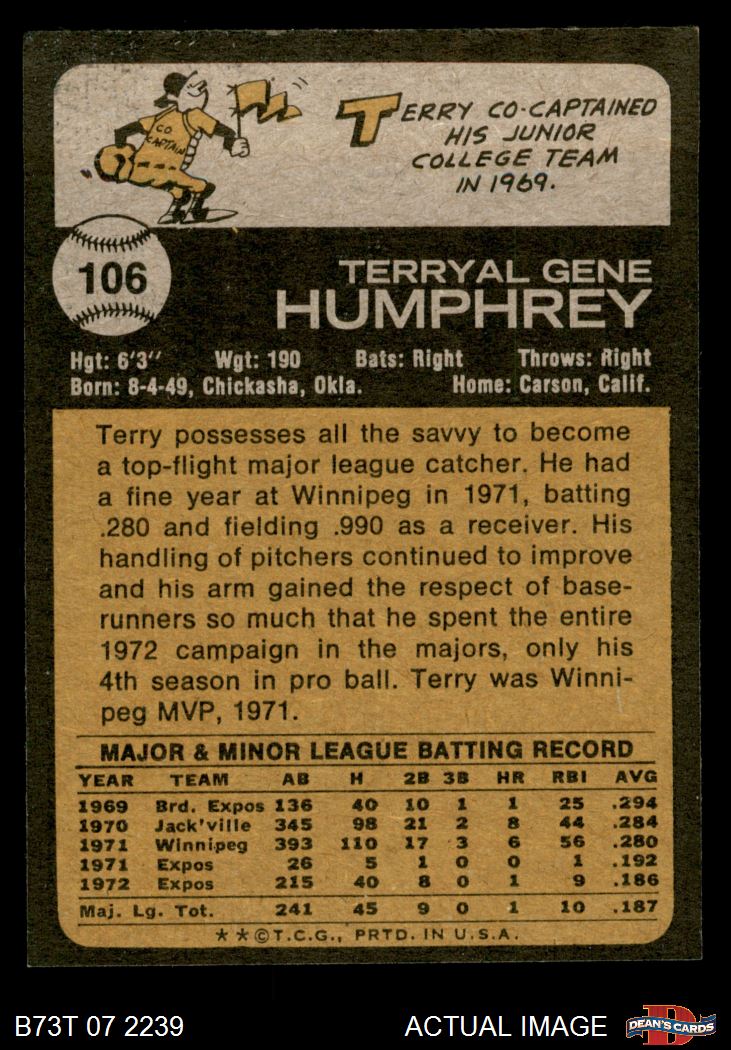 CO
CAPTAIN
TERRY CO-CAPTAINED
HIS JUNIOR
COLLEGE TEAM
IN 1969.
106
TERRYAL GENE
HUMPHREY
Hgt: 6'3" Wgt: 190 Bats: Right Throws: Right
Born: 8-4-49, Chickasha, Okla. Home: Carson, Calif.
Terry possesses all the savvy to become
a top-flight major league catcher. He had
a fine year at Winnipeg in 1971, batting
.280 and fielding .990 as a receiver. His
handling of pitchers continued to improve
and his arm gained the respect of base-
runners so much that he spent the entire
1972 campaign in the majors, only his
4th season in pro ball. Terry was Winni-
peg MVP, 1971.
MAJOR & MINOR LEAGUE BATTING RECORD
YEAR TEAM AB H 2B 3B HR RBI AVG
1969 Brd. Expos 136 40 10 1 1 25 .294
1970 Jack'ville 345 98 21 2 8 44 .284
1971 Winnipeg 393 110 17 3 6 56 .280
1971 Expos 26 5 1 0 0 1 .192
1972 Expos 215 40 8 0 1 9 .186
Maj. Lg. Tot. 241 45 9 0 1 10 .187
★★©T.C.G., PRTD. IN U.S.A.
B73T 07 2239 ACTUAL IMAGE
D
DEAN'S CARDS